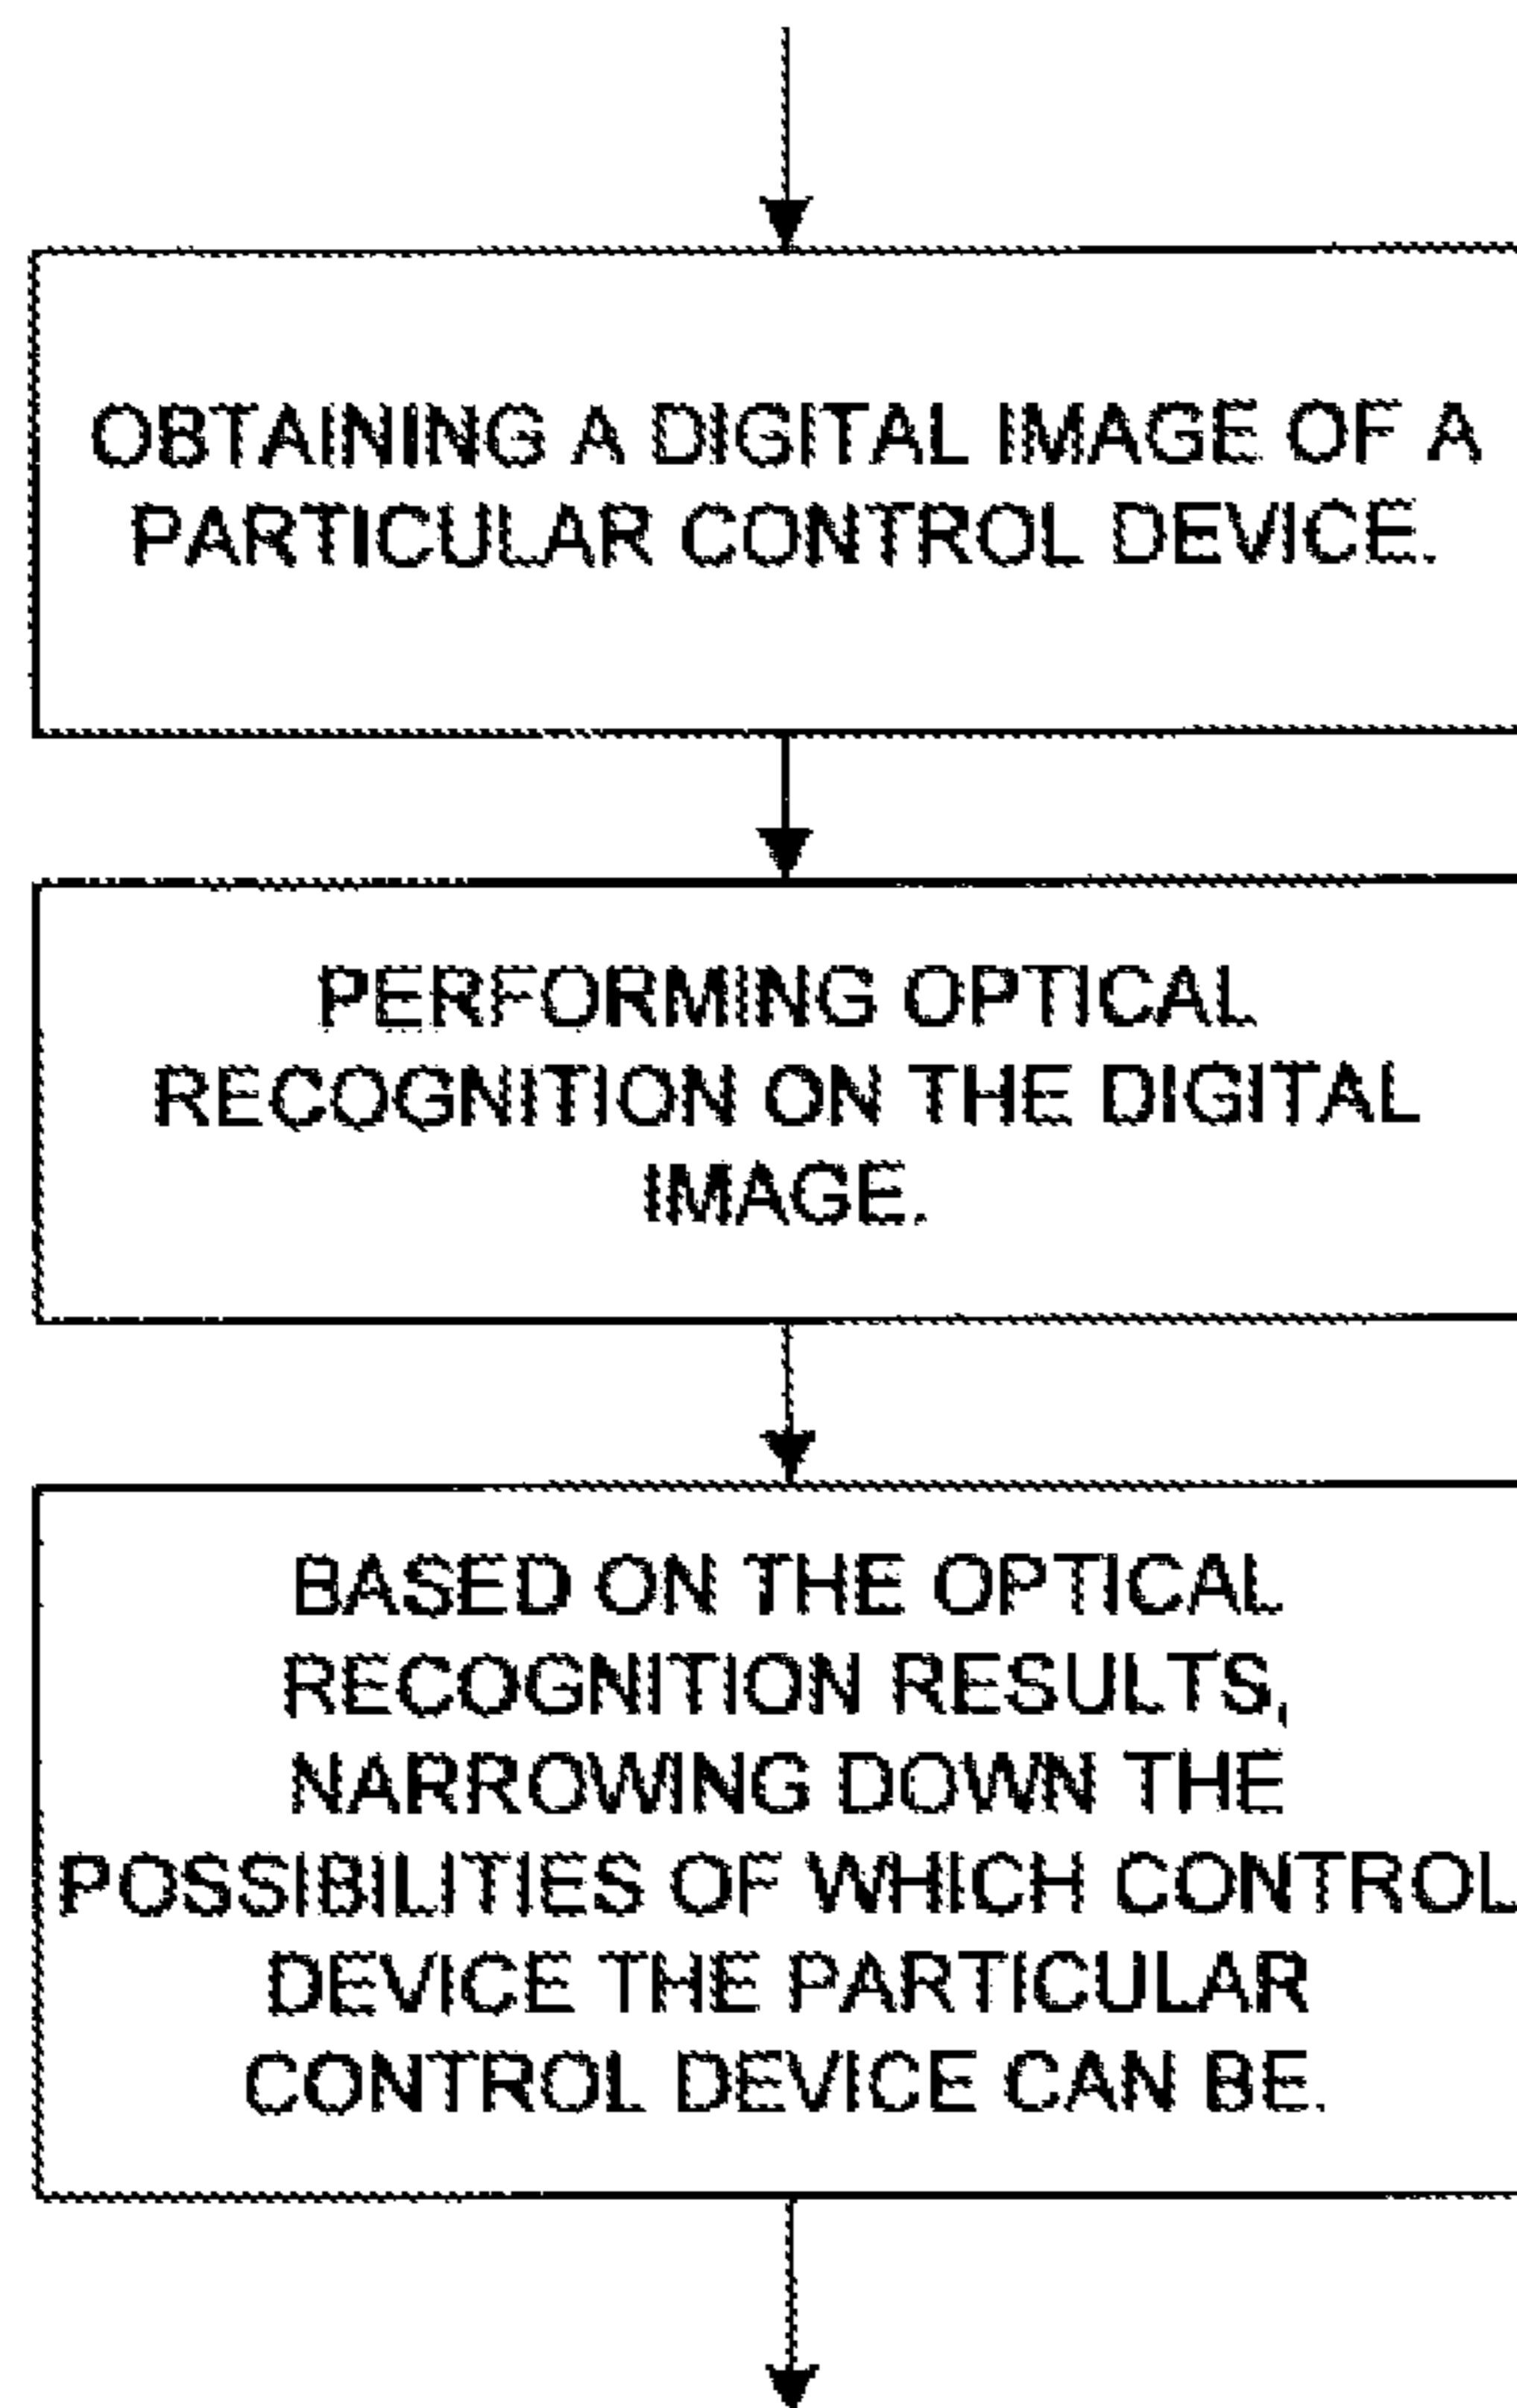 OBTAINING A DIGITAL IMAGE OF A
PARTICULAR CONTROL DEVICE.
PERFORMING OPTICAL
RECOGNITION ON THE DIGITAL
IMAGE.
BASED ON THE OPTICAL
RECOGNITION RESULTS,
NARROWING DOWN THE
POSSIBILITIES OF WHICH CONTROL
DEVICE THE PARTICULAR
CONTROL DEVICE CAN BE.